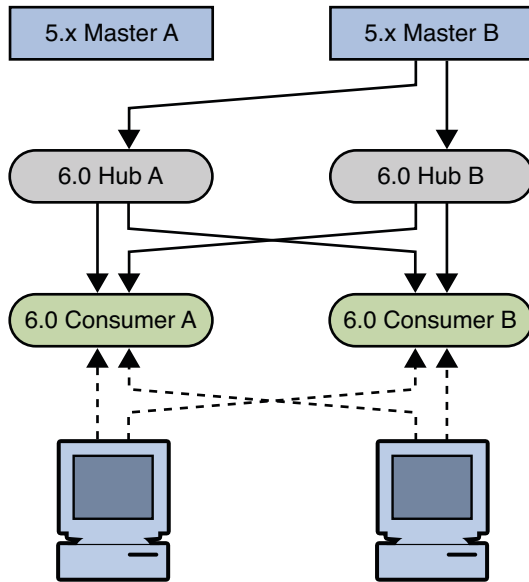 5.x Master A
5.x Master B
6.0 Hub A
6.0 Hub B
6.0 Consumer A
6.0 Consumer B